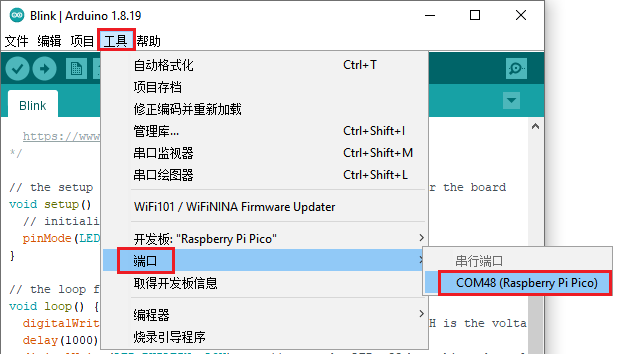 Blink | Arduino 1.8.19
文件 编辑 项目 工具 帮助
自动格式化 Ctrl+T
项目存档
修正编码并重新加载
管理库... Ctrl+Shift+I
串口监视器 Ctrl+Shift+M
串口绘图器 Ctrl+Shift+L
WiFi101 / WiFiNINA Firmware Updater
开发板: "Raspberry Pi Pico"
端口
取得开发板信息
编程器
烧录引导程序
串行端口
COM48 (Raspberry Pi Pico)
Blink
https://www
*/
// the setup r the board
void setup()
// initiali
pinMode(LED
}
// the loop f
void loop() {
digitalWrit H is the volta
delay(1000)